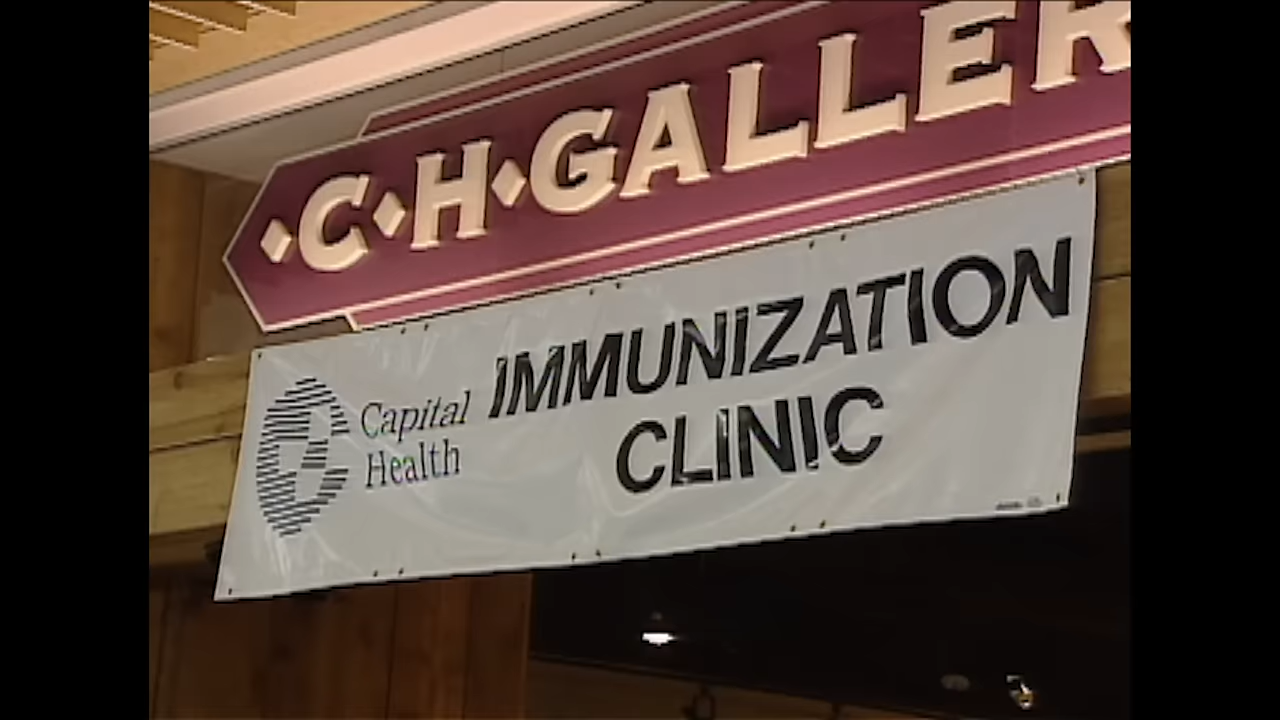 ·C·H·GALLER
Capital
Health
IMMUNIZATION
CLINIC